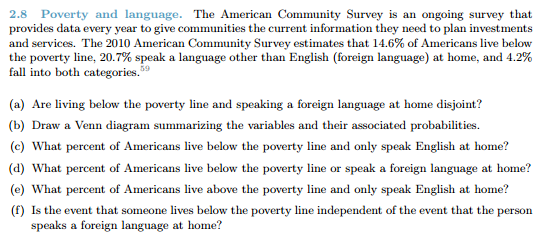 2.8 Poverty and language. The American Community Survey is an ongoing survey that
provides data every year to give communities the current information they need to plan investments
and services. The 2010 American Community Survey estimates that 14.6% of Americans live below
the poverty line, 20.7% speak a language other than English (foreign language) at home, and 4.2%
fall into both categories.59
(a) Are living below the poverty line and speaking a foreign language at home disjoint?
(b) Draw a Venn diagram summarizing the variables and their associated probabilities.
(c) What percent of Americans live below the poverty line and only speak English at home?
(d) What percent of Americans live below the poverty line or speak a foreign language at home?
(e) What percent of Americans live above the poverty line and only speak English at home?
(f) Is the event that someone lives below the poverty line independent of the event that the person
speaks a foreign language at home?